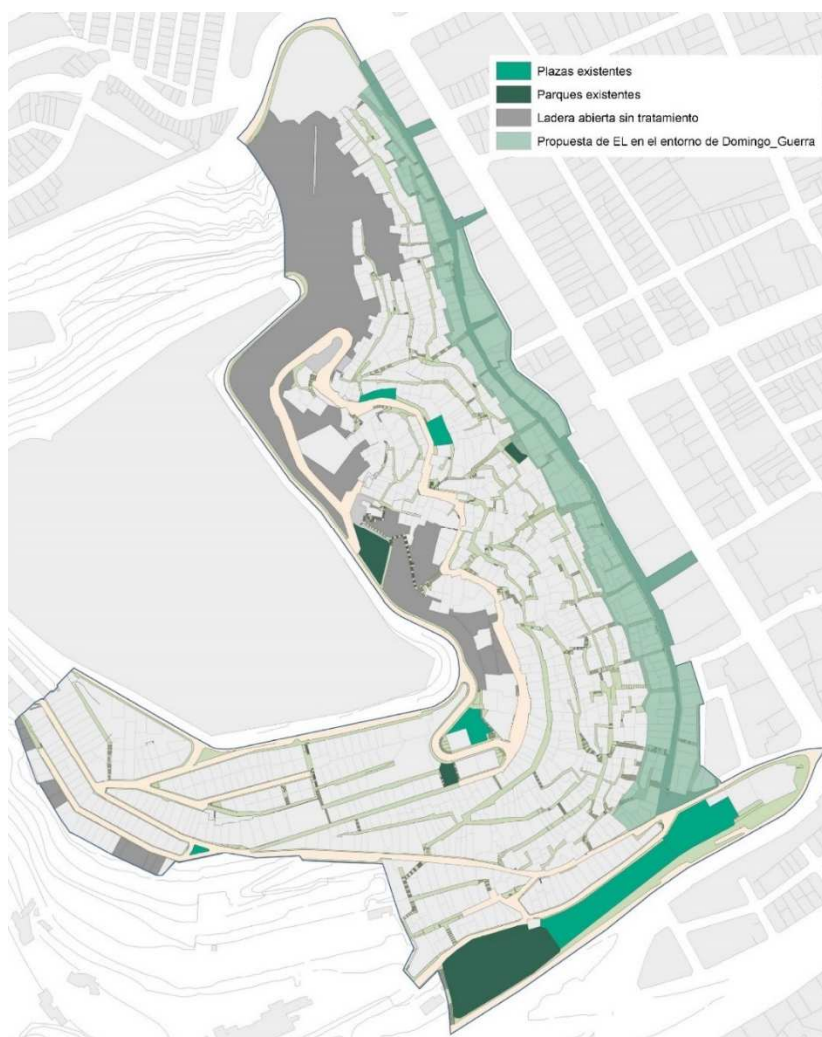 Plazas existentes
Parques existentes
Ladera abierta sin tratamiento
Propuesta de EL en el entorno de Domingo_Guerra